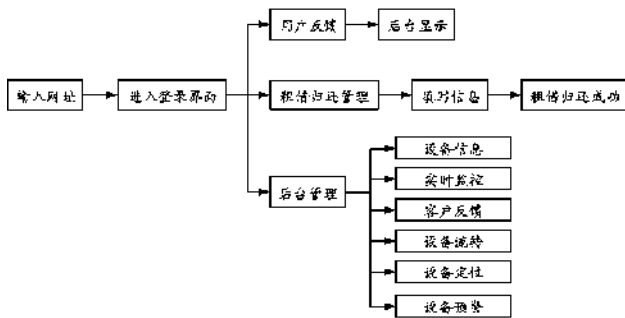 用户反馈
后台显示
输入网址
进入登录界面
租借归还管理
填写信息
租借归还成功
后台管理
设备信息
实时监控
客户反馈
设备流转
设备定位
设备预警